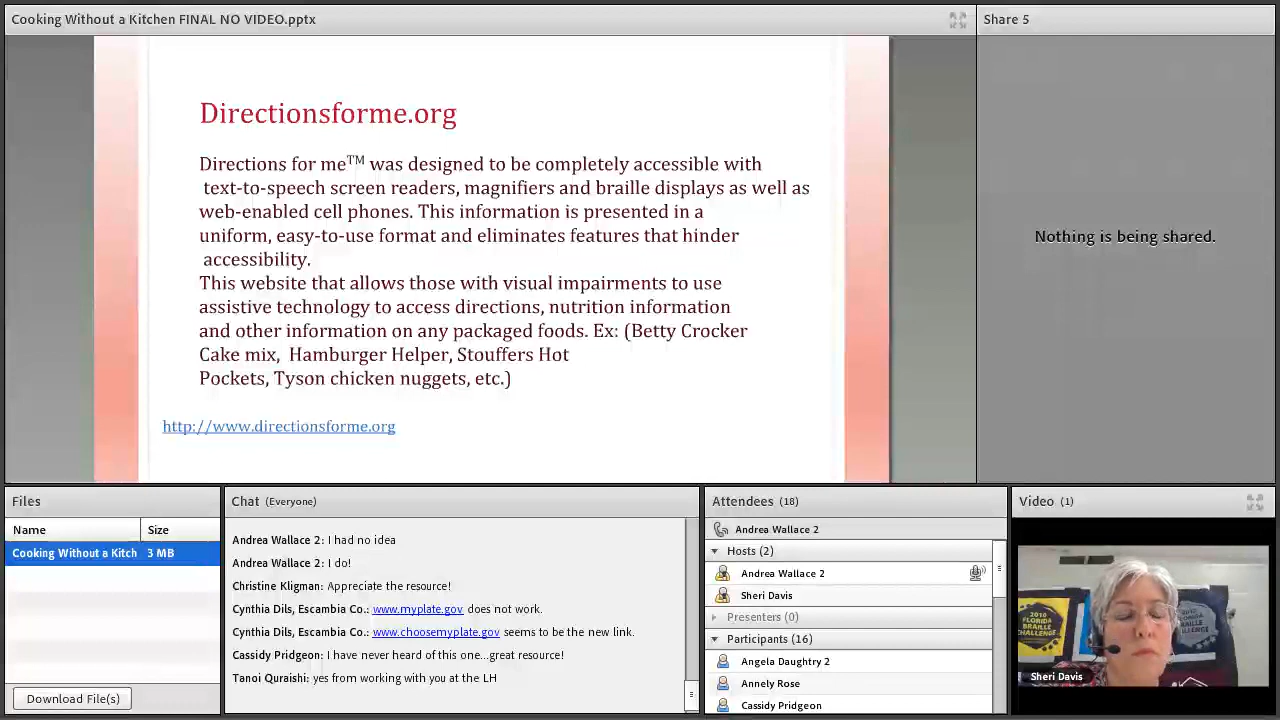 Cooking Without a Kitchen FINAL NO VIDEO.pptx
Share 5
Directionsforme.org
Directions for me™ was designed to be completely accessible with
text-to-speech screen readers, magnifiers and braille displays as well as
web-enabled cell phones. This information is presented in a
uniform, easy-to-use format and eliminates features that hinder
accessibility.
This website that allows those with visual impairments to use
assistive technology to access directions, nutrition information
and other information on any packaged foods. Ex: (Betty Crocker
Cake mix, Hamburger Helper, Stouffers Hot
Pockets, Tyson chicken nuggets, etc.)
http://www.directionsforme.org
Nothing is being shared.
Files
Name Size
Cooking Without a Kitch 3 MB
Download File(s)
Chat (Everyone)
Andrea Wallace 2: I had no idea
Andrea Wallace 2: I do!
Christine Kligman: Appreciate the resource!
Cynthia Dils, Escambia Co.: www.myplate.gov does not work.
Cynthia Dils, Escambia Co.: www.choosemyplate.gov seems to be the new link.
Cassidy Pridgeon: I have never heard of this one...great resource!
Tanoi Quraishi: yes from working with you at the LH
Attendees (18)
Andrea Wallace 2
Hosts (2)
Andrea Wallace 2
Sheri Davis
Presenters (0)
Participants (16)
Angela Daughtry 2
Annely Rose
Cassidy Pridgeon
Video (1)
2010
FLORIDA
BRAILLE
CHALLENGE
2010
FLORIDA
BRAILLE
CHALLENGE
Sheri Davis